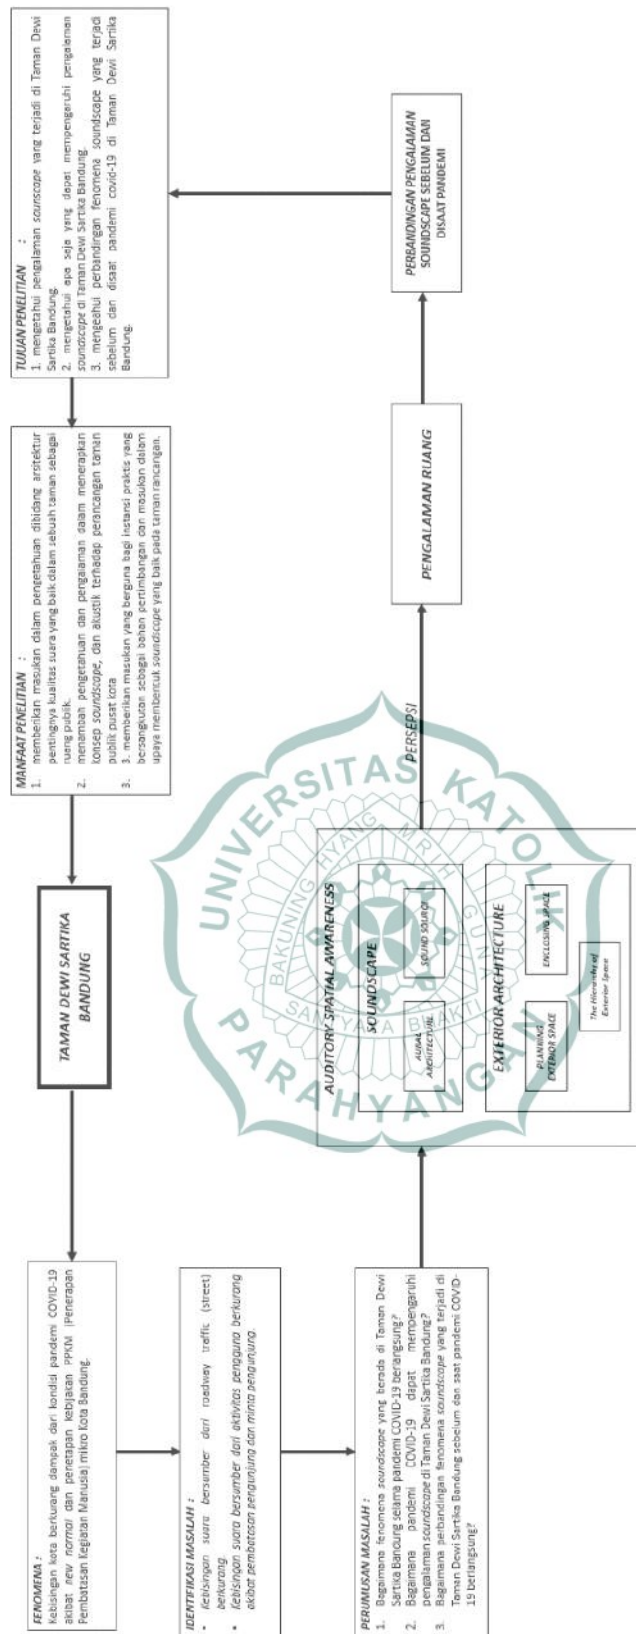 FENOMENA :
Kebisingan kota berkurang dampak dari kondisi pandemi COVID-19
akibat new normal dan penetapan kebijakan PPKM (Penerapan
Pembatasan Kegiatan Manusia) mikro Kota Bandung.
IDENTIFIKASI MASALAH :
• Kebisingan suara bersumber dari roadway traffic (street)
berkurang.
• Kebisingan suara bersumber dari aktivitas pengguna berkurang
akibat pembatasan pengunjung dan minta pengunjung.
PERUMUSAN MASALAH :
1. Bagaimana fenomena soundscape yang berada di Taman Dewi
Sartika Bandung selama pandemi COVID-19 berlangsung?
2. Bagaimana pandemi COVID-19 dapat mempengaruhi
pengalaman soundscape di Taman Dewi Sartika Bandung?
3. Bagaimana perbandingan fenomena soundscape yang terjadi di
Taman Dewi Sartika Bandung sebelum dan saat pandemi COVID-
19 berlangsung?
TAMAN DEWI SARTIKA
BANDUNG
AUDITORY SPATIAL AWARENESS
SOUNDSCAPE
AURAL
ARCHITECTURE
SOUND SOURCE
EXTERIOR ARCHITECTURE
PLANNING
EXTERIOR SPACE
ENCLOSING SPACE
The Hierarchi of
Exterior Space
PERSEPSI
PENGALAMAN RUANG
PERBANDINGAN PENGALAMAN
SOUNDSCAPE SEBELUM DAN
DISAAT PANDEMI
MANFAAT PENELITIAN :
1. memberikan masukan dalam pengetahuan dibidang arsitektur
pentingnya kualitas suara yang baik dalam sebuah taman sebagai
ruang publik.
2. menambah pengetahuan dan pengalaman dalam menerapkan
konsep soundscape, dan akustik terhadap perancangan taman
publik pusat kota
3. 3. memberikan masukan yang berguna bagi instansi praktis yang
bersangkutan sebagai bahan pertimbangan dan masukan dalam
upaya membentuk soundscape yang baik pada taman rancangan.
TUJUAN PENELITIAN :
1. mengetahui pengalaman sounscape yang terjadi di Taman Dewi
Sartika Bandung.
2. mengetahui apa saja yang dapat mempengaruhi pengalaman
soundscape di Taman Dewi Sartika Bandung.
3. mengeahui perbandingan fenomena soundscape yang terjadi
sebelum dan disaat pandemi covid-19 di Taman Dewi Sartika
Bandung.
UNIVERSITAS KATOLIK
PARAHYANGAN
BAKUNING HYANG MRIH GUNA
SANTYAYA BHAKTI